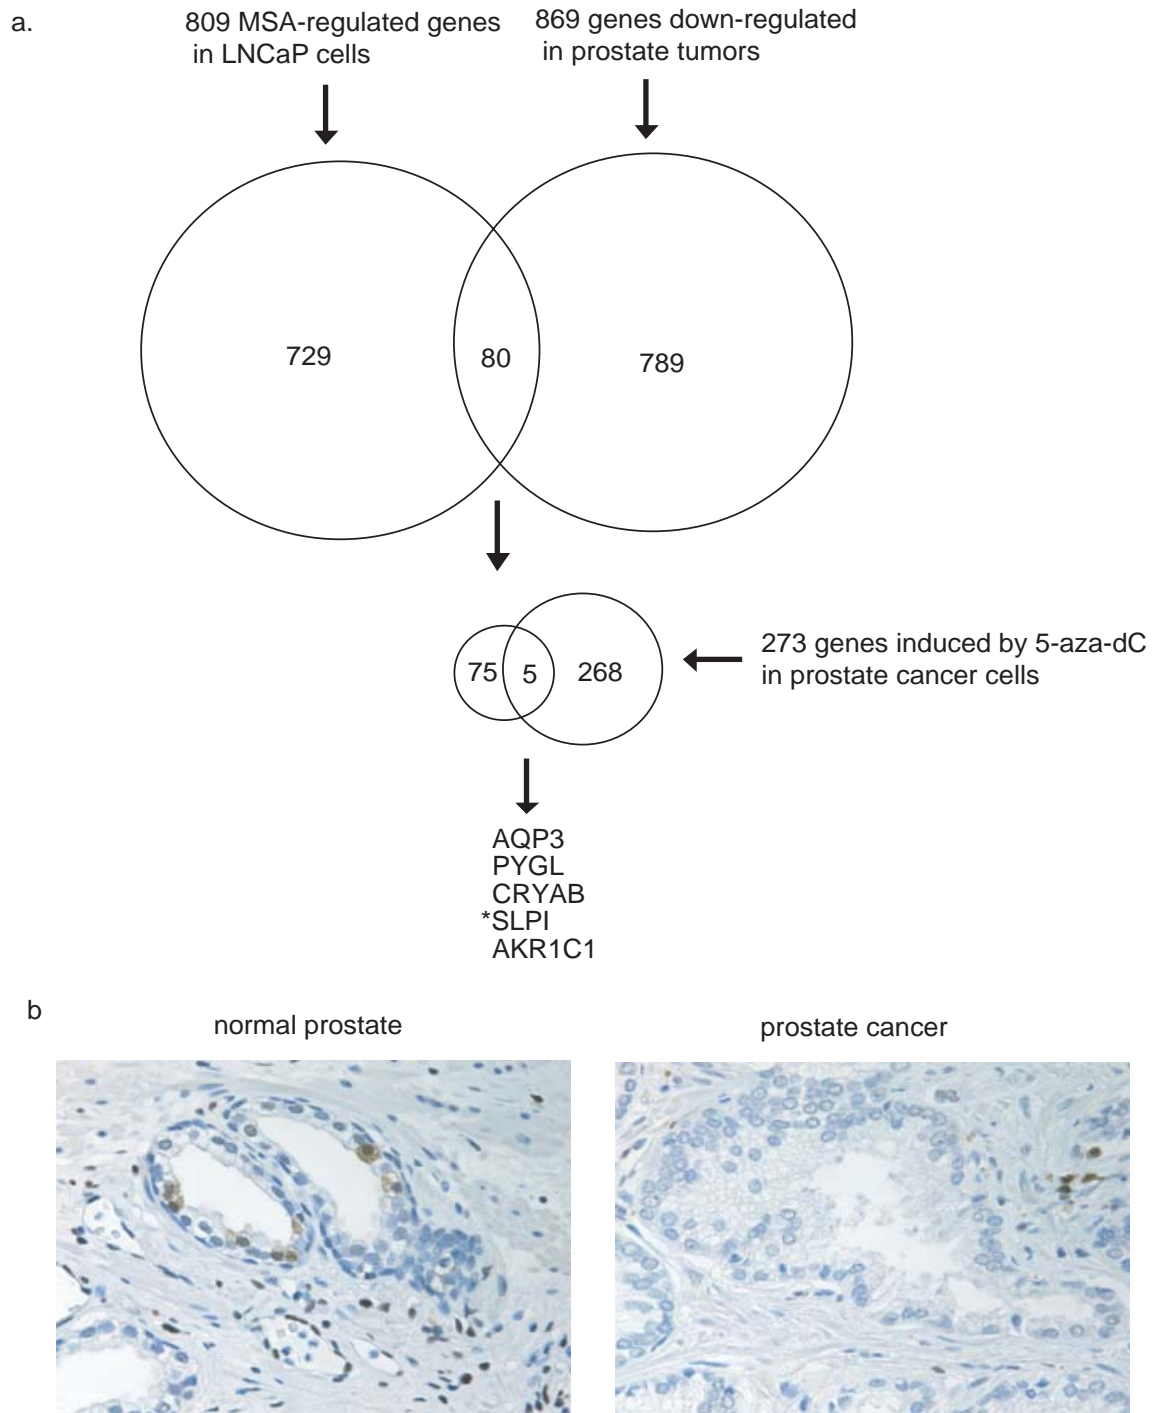 a.
809 MSA-regulated genes
in LNCaP cells
869 genes down-regulated
in prostate tumors
729
80
789
75
5
268
273 genes induced by 5-aza-dC
in prostate cancer cells
AQP3
PYGL
CRYAB
*SLPI
AKR1C1
b
normal prostate
prostate cancer